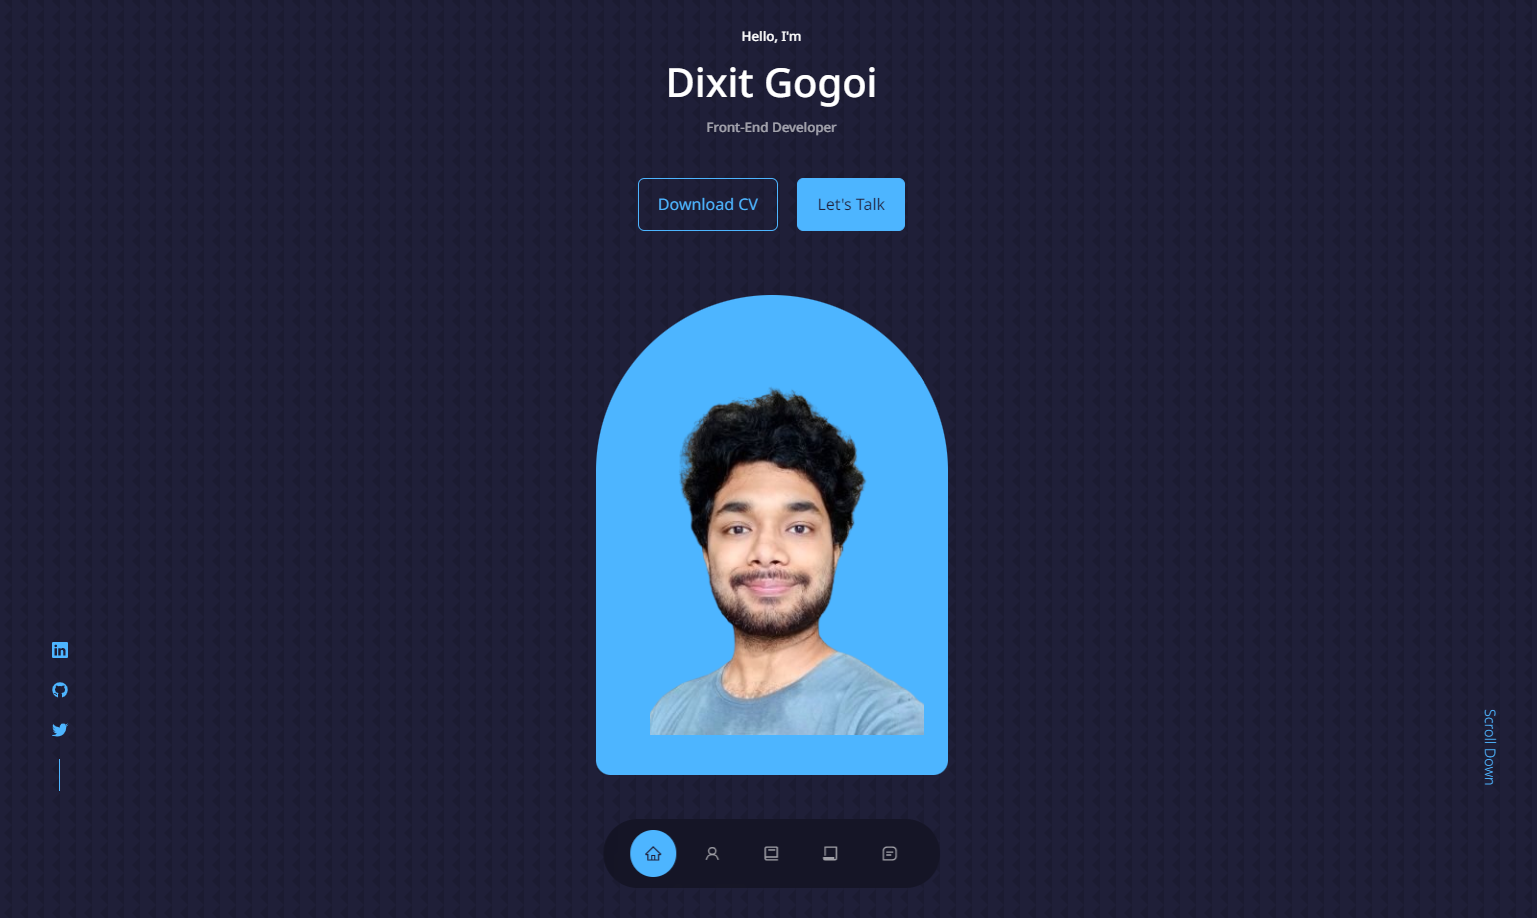 Hello, I'm
Dixit Gogoi
Front-End Developer
Download CV
Let's Talk
Scroll Down